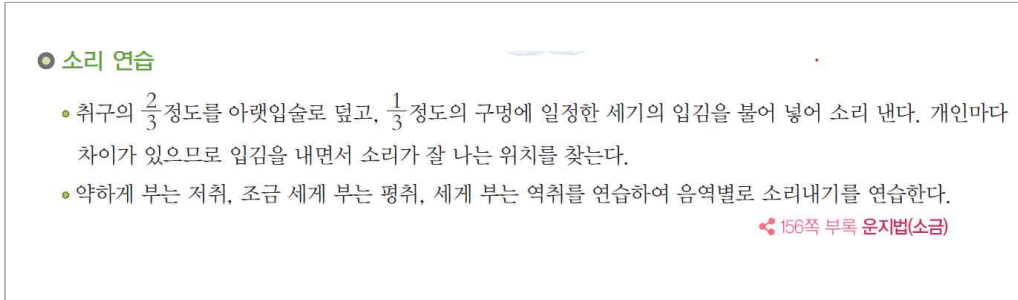 소리 연습
취구의 2/3정도를 아랫입술로 덮고, 1/3정도의 구멍에 일정한 세기의 입김을 불어 넣어 소리 낸다. 개인마다
차이가 있으므로 입김을 내면서 소리가 잘 나는 위치를 찾는다.
약하게 부는 저취, 조금 세게 부는 평취, 세게 부는 역취를 연습하여 음역별로 소리내기를 연습한다.
156쪽 부록 운지법(소금)